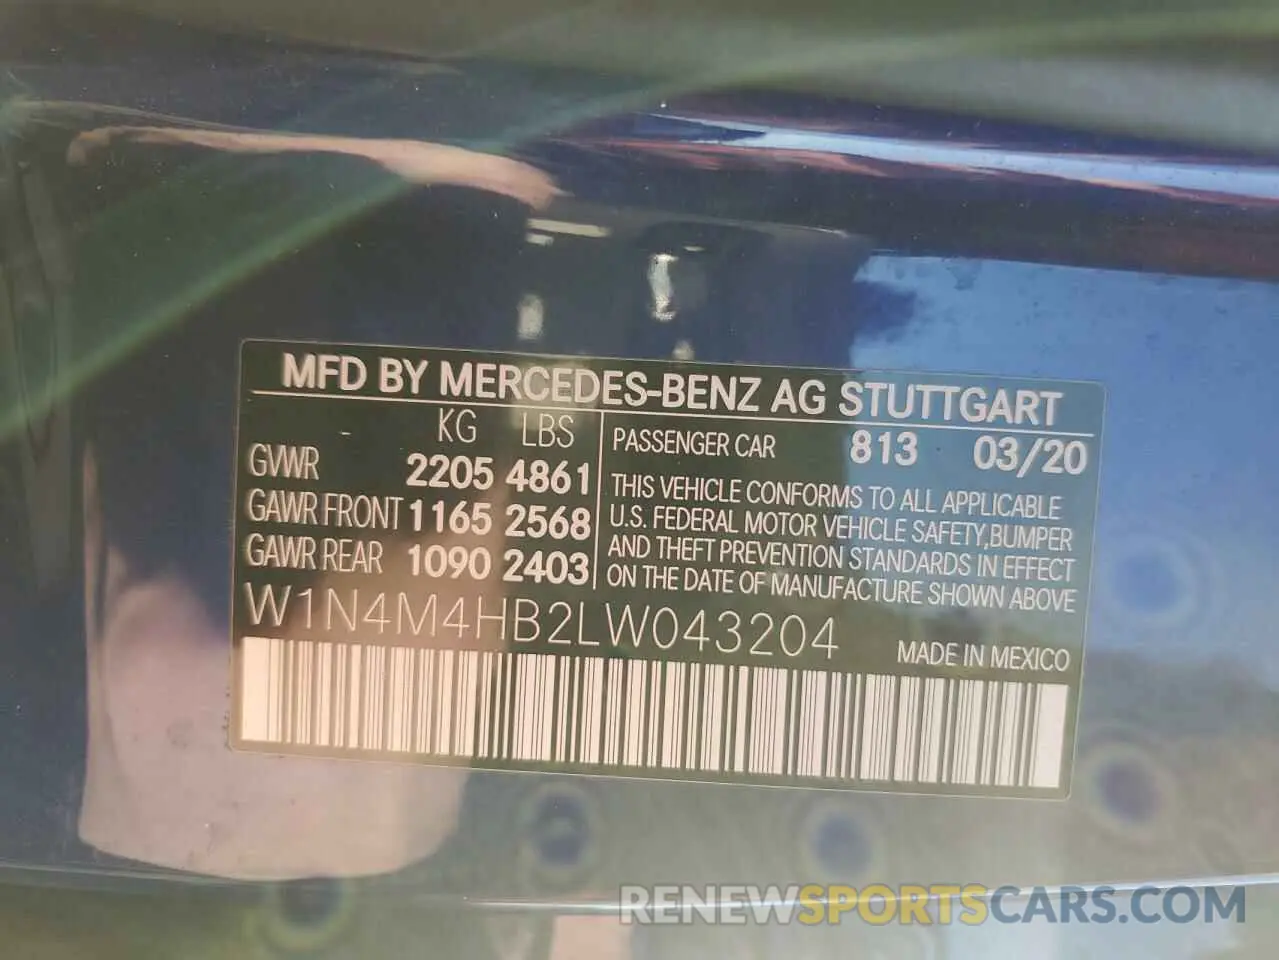 MFD BY MERCEDES-BENZ AG STUTTGART
KG LBS
GVWR 2205 4861
GAWR FRONT 1165 2568
GAWR REAR 1090 2403
PASSENGER CAR 813 03/20
THIS VEHICLE CONFORMS TO ALL APPLICABLE
U.S. FEDERAL MOTOR VEHICLE SAFETY,BUMPER
AND THEFT PREVENTION STANDARDS IN EFFECT
ON THE DATE OF MANUFACTURE SHOWN ABOVE
W1N4M4HB2LW043204
MADE IN MEXICO
RENEWSPORTSCARS.COM